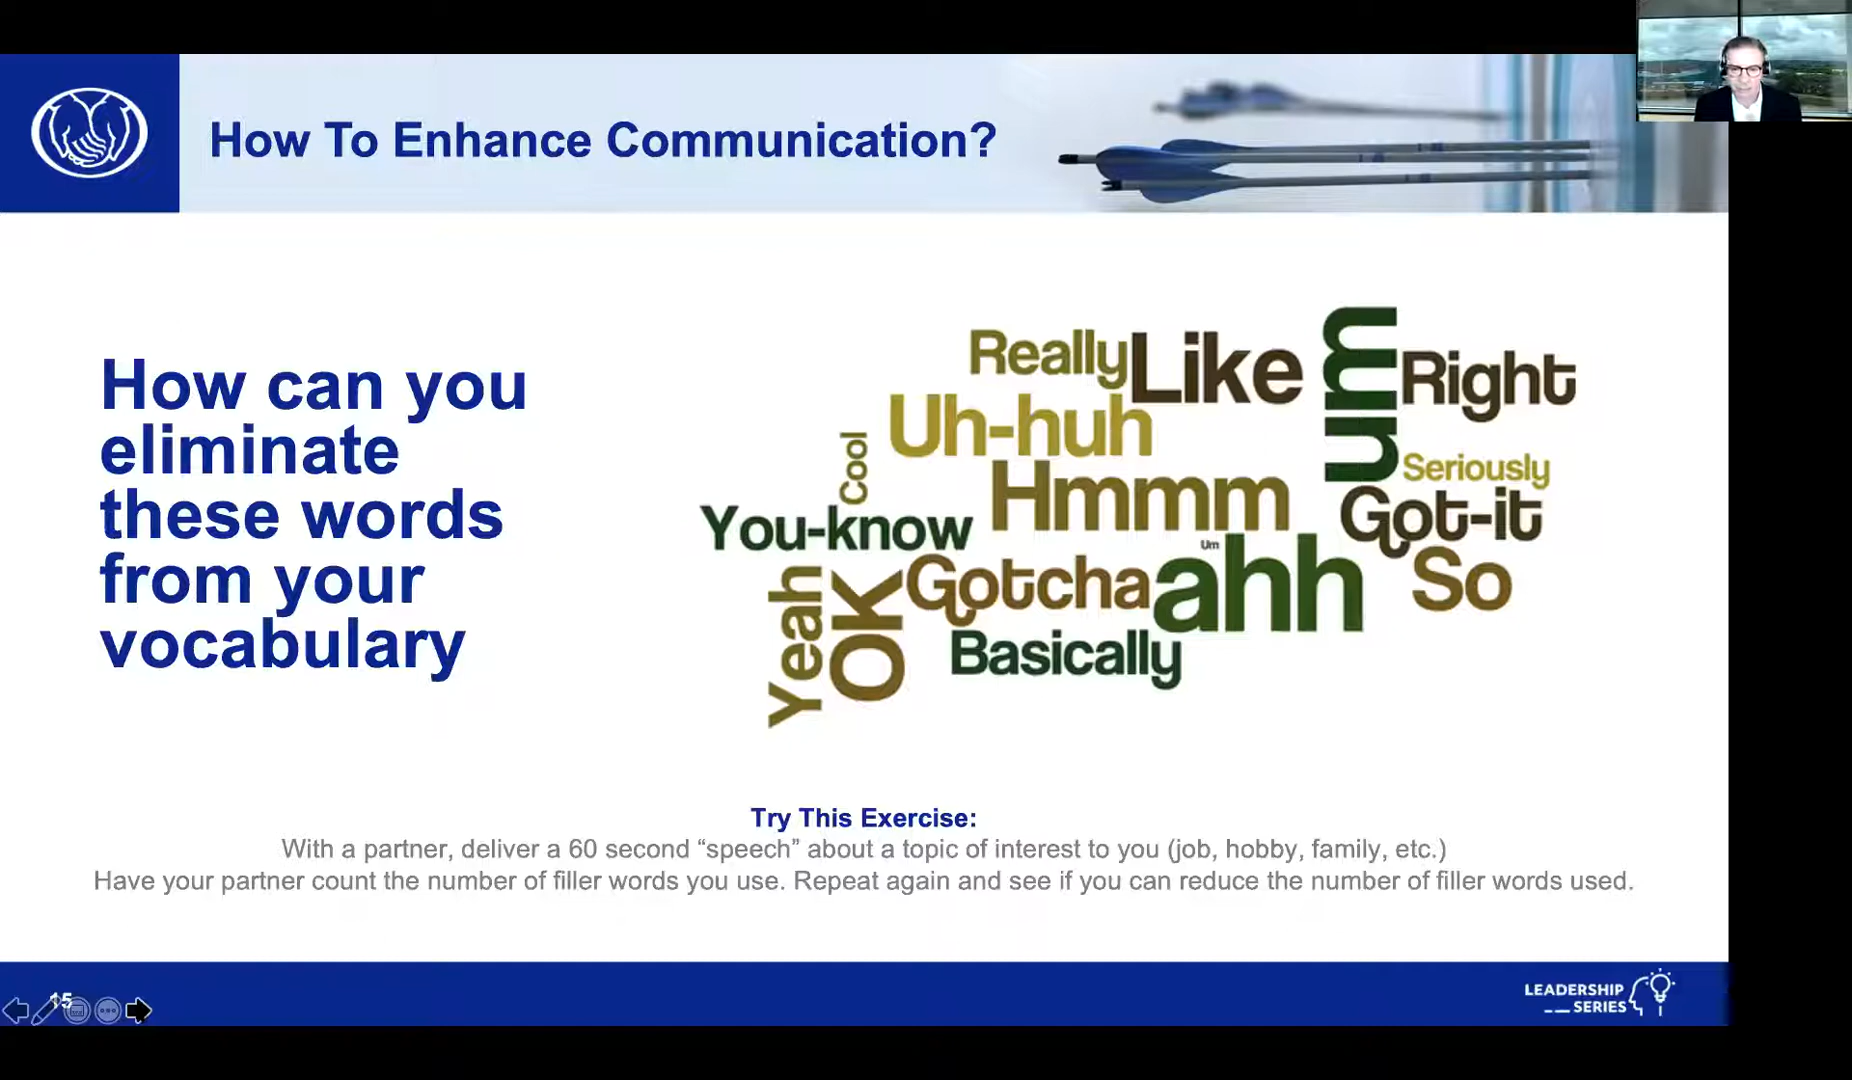 How To Enhance Communication?
How can you
eliminate
these words
from your
vocabulary
Really
Like
um
Right
Uh-huh
Cool
Seriously
Hmmm
Got-it
You-know
Um
ahh
So
Gotcha
Yeah
OK
Basically
Try This Exercise:
With a partner, deliver a 60 second “speech” about a topic of interest to you (job, hobby, family, etc.)
Have your partner count the number of filler words you use. Repeat again and see if you can reduce the number of filler words used.
15
LEADERSHIP
SERIES